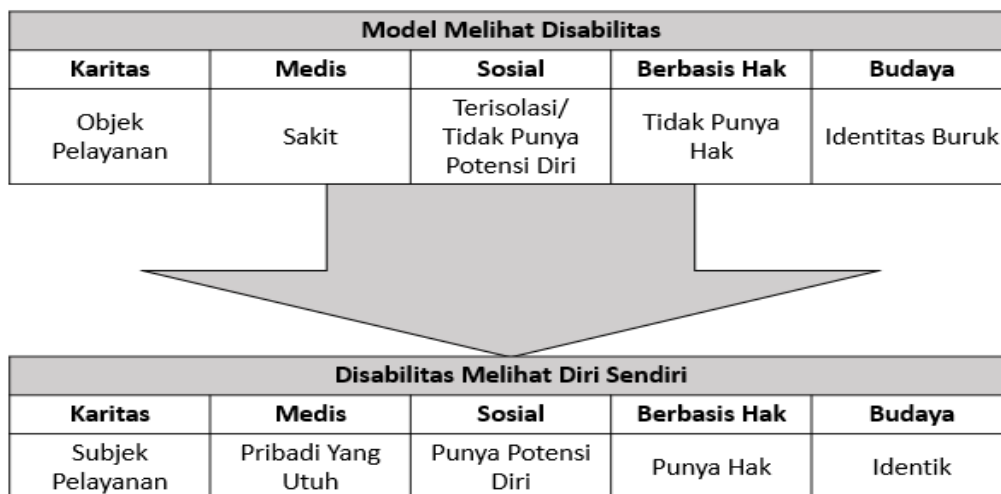 Model Melihat Disabilitas
Karitas Medis Sosial Berbasis Hak Budaya
Objek
Pelayanan
Sakit
Terisolasi/
Tidak Punya
Potensi Diri
Tidak Punya
Hak
Identitas Buruk
Disabilitas Melihat Diri Sendiri
Karitas Medis Sosial Berbasis Hak Budaya
Subjek
Pelayanan
Pribadi Yang
Utuh
Punya Potensi
Diri
Punya Hak
Identik